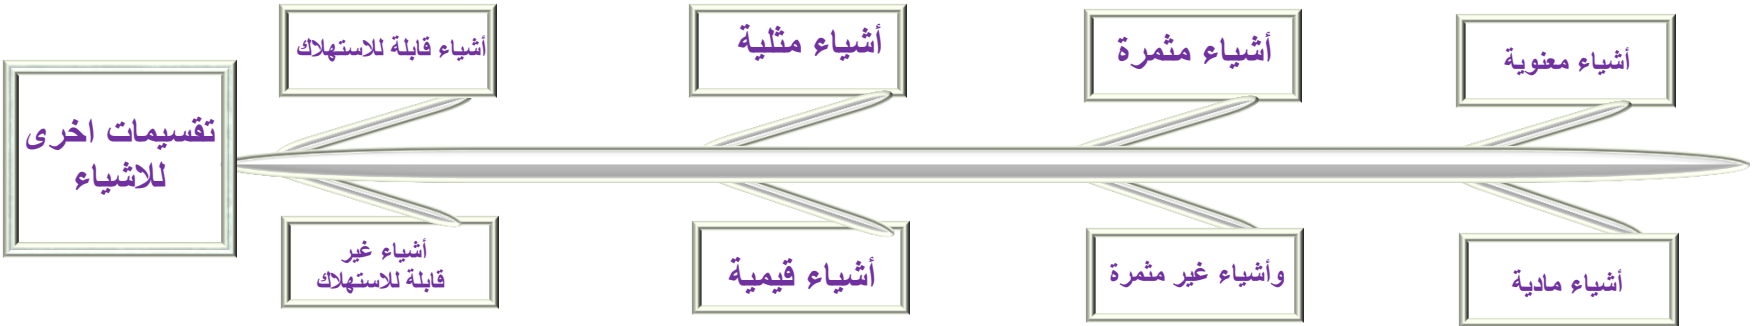 تقسيمات اخرى
للاشياء
أشياء معنوية
أشياء مثمرة
أشياء مثلية
أشياء قابلة للاستهلاك
أشياء مادية
وأشياء غير مثمرة
أشياء قيمية
أشياء غير
قابلة للاستهلاك